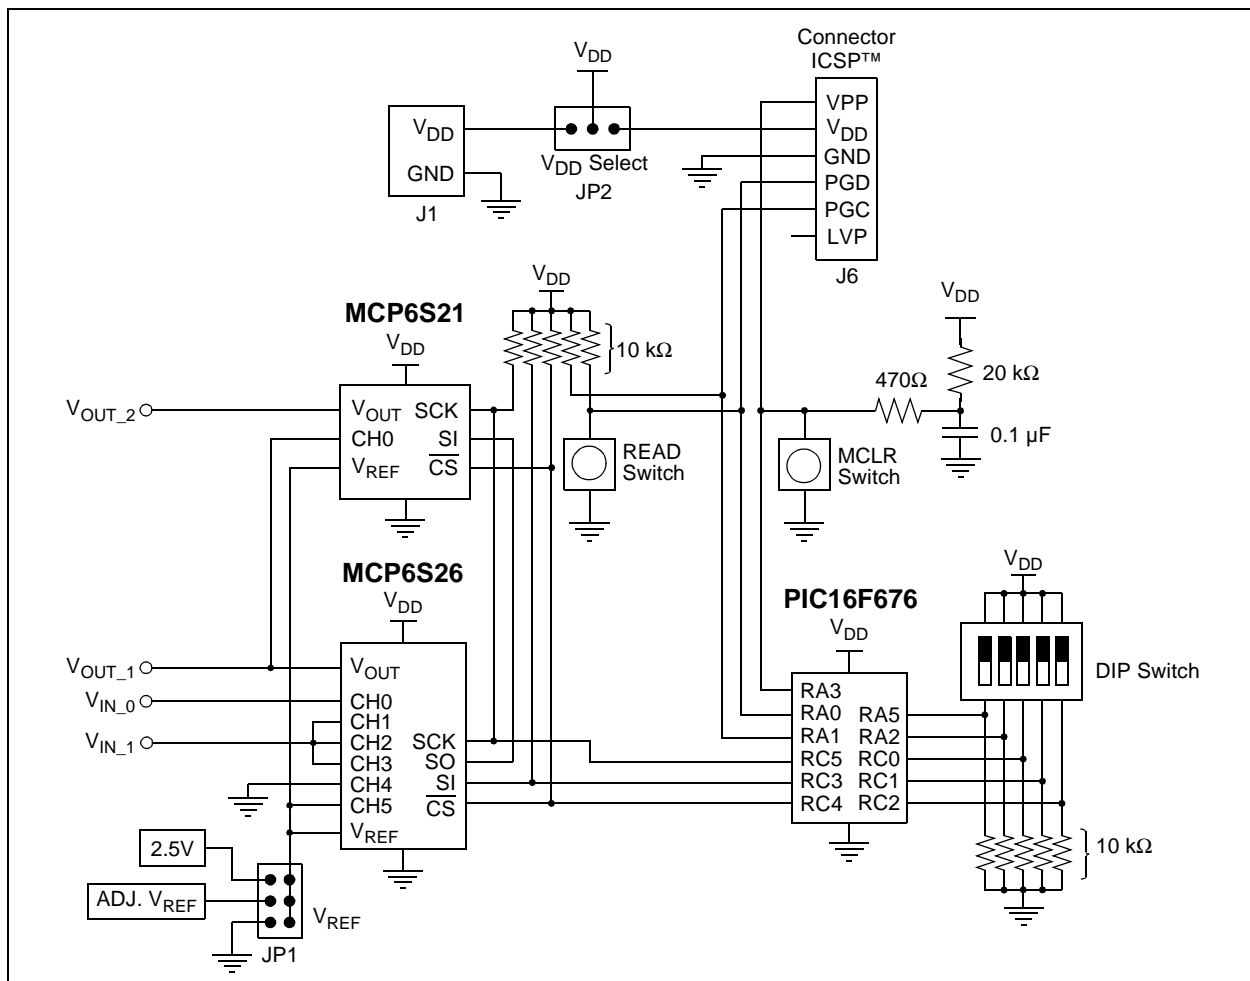 Connector
ICSP™
VDD
VDD
GND
J1
VDD Select
JP2
VPP
VDD
GND
PGD
PGC
LVP
J6
VDD
10 kΩ
MCP6S21
VDD
VOUT_2
VOUT
CH0
VREF
SCK
SI
CS
READ
Switch
VDD
470Ω
20 kΩ
0.1 µF
MCLR
Switch
MCP6S26
VDD
VOUT_1
VIN_0
VIN_1
VOUT
CH0
CH1
CH2
CH3
CH4
CH5
VREF
SCK
SO
SI
CS
PIC16F676
VDD
RA3
RA0
RA1
RC5
RC3
RC4
RA5
RA2
RC0
RC1
RC2
VDD
DIP Switch
10 kΩ
2.5V
ADJ. VREF
VREF
JP1